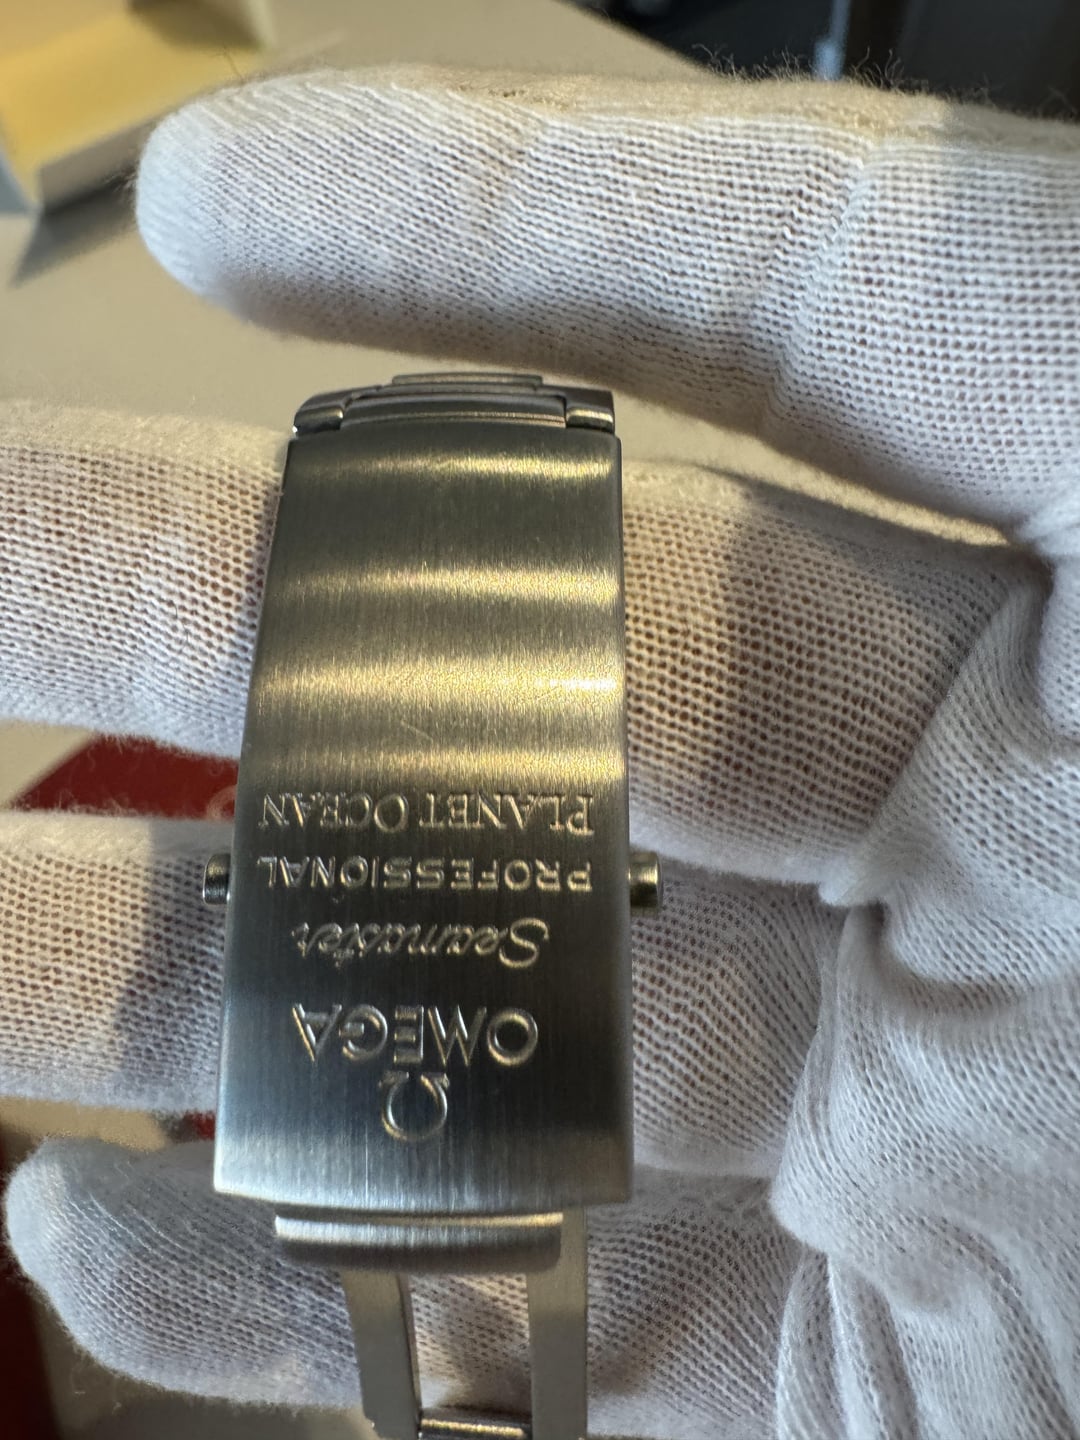 Ω
OMEGA
Seamaster
PROFESSIONAL
PLANET OCEAN